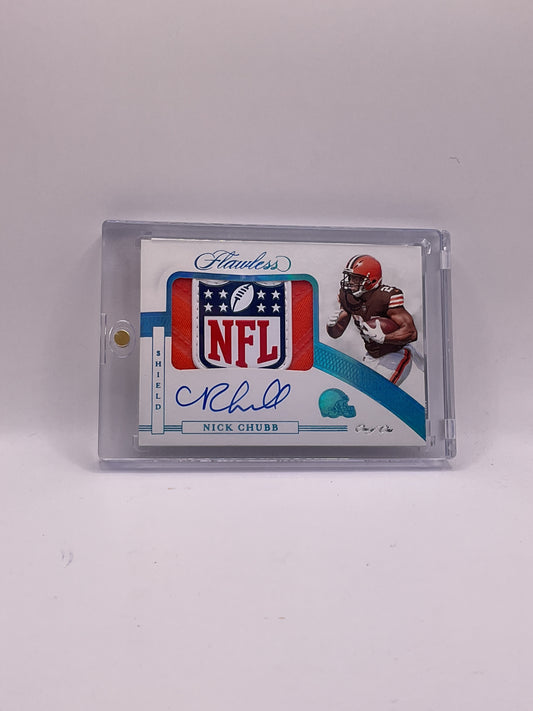 Flawless
NFL
SHIELD
NICK CHUBB
One of One